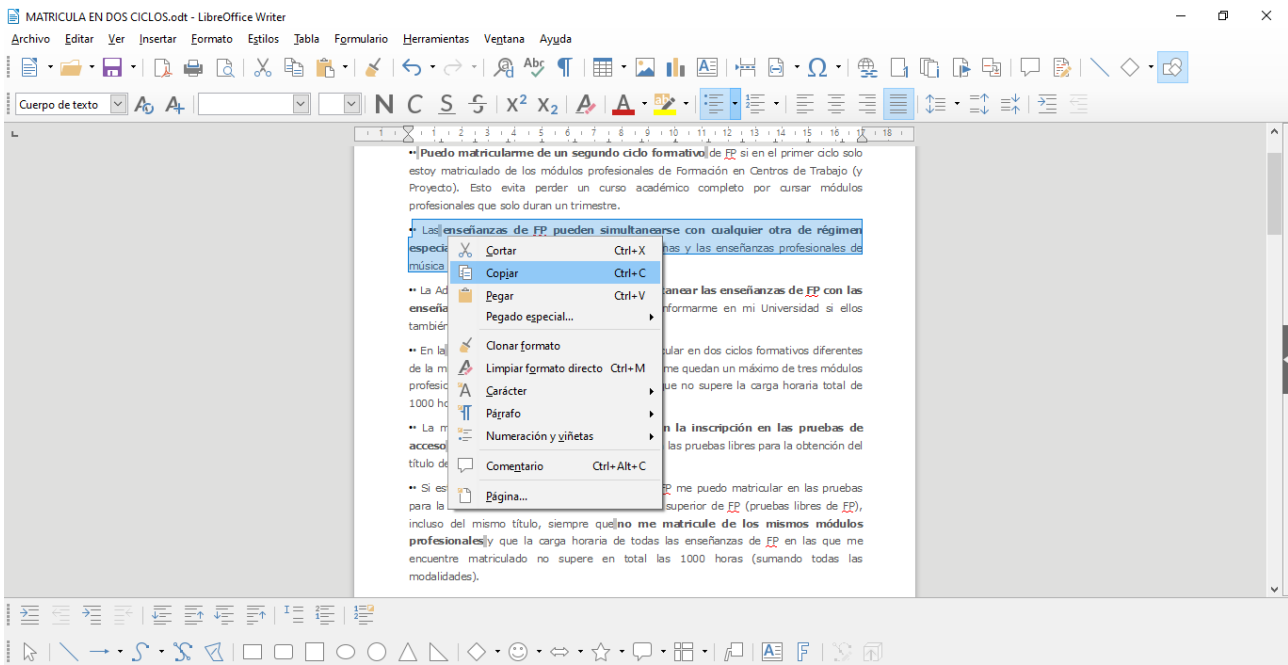 MATRICULA EN DOS CICLOS.odt - LibreOffice Writer
Archivo Editar Ver Insertar Formato Estilos Tabla Formulario Herramientas Ventana Ayuda
Cuerpo de texto
•• Puedo matricularme de un segundo ciclo formativo de FP si en el primer ciclo solo
estoy matriculado de los módulos profesionales de Formación en Centros de Trabajo (y
Proyecto). Esto evita perder un curso académico completo por cursar módulos
profesionales que solo duran un trimestre.
• Las enseñanzas de FP pueden simultanearse con cualquier otra de régimen
especia has y las enseñanzas profesionales de
música
•• La Ad anear las enseñanzas de FP con las
enseña nformarme en mi Universidad si ellos
también
•• En la cular en dos ciclos formativos diferentes
de la m me quedan un máximo de tres módulos
profesio que no supere la carga horaria total de
1000 ho
•• La m n la inscripción en las pruebas de
acceso las pruebas libres para la obtención del
título de
•• Si es FP me puedo matricular en las pruebas
para la superior de FP (pruebas libres de FP),
incluso del mismo título, siempre que no me matricule de los mismos módulos
profesionales y que la carga horaria de todas las enseñanzas de FP en las que me
encuentre matriculado no supere en total las 1000 horas (sumando todas las
modalidades).
Cortar Ctrl+X
Copiar Ctrl+C
Pegar Ctrl+V
Pegado especial...
Clonar formato
Limpiar formato directo Ctrl+M
Carácter
Párrafo
Numeración y viñetas
Comentario Ctrl+Alt+C
Página...